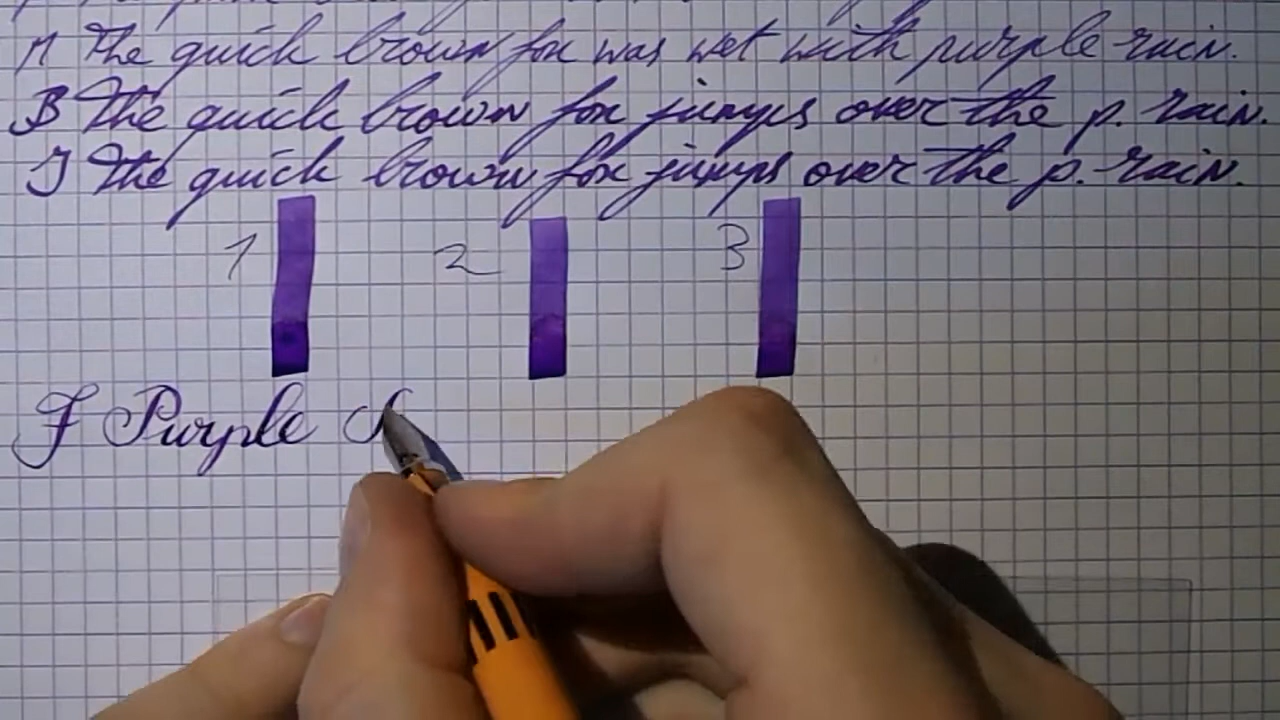 M The quick brown fox was wet with purple rain.
B The quick brown fox jumps over the p. rain.
J The quick brown fox jumps over the p. rain.
1 2 3
F Purple